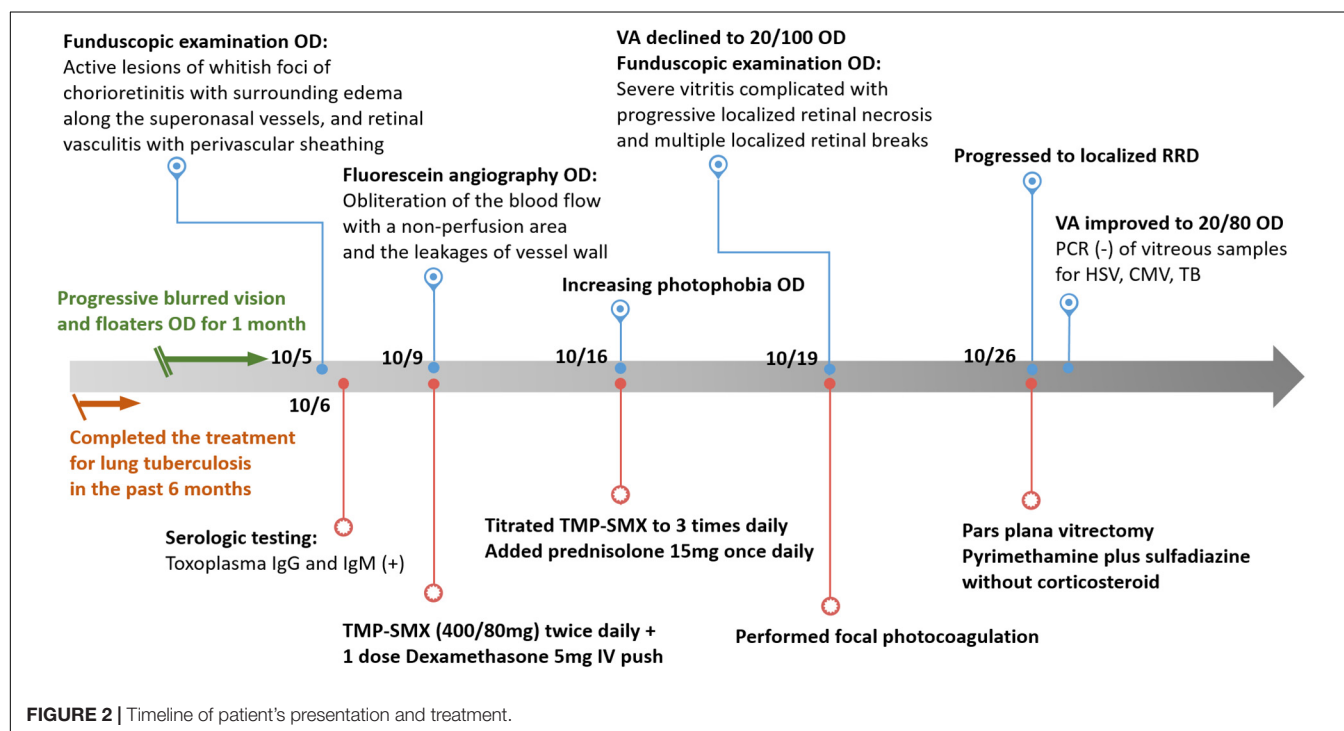 Funduscopic examination OD:
Active lesions of whitish foci of
chorioretinitis with surrounding edema
along the superonasal vessels, and retinal
vasculitis with perivascular sheathing
VA declined to 20/100 OD
Funduscopic examination OD:
Severe vitritis complicated with
progressive localized retinal necrosis
and multiple localized retinal breaks
Fluorescein angiography OD:
Obliteration of the blood flow
with a non-perfusion area
and the leakages of vessel wall
Progressed to localized RRD
VA improved to 20/80 OD
PCR (-) of vitreous samples
for HSV, CMV, TB
Increasing photophobia OD
Progressive blurred vision
and floaters OD for 1 month
10/5
10/9
10/16
10/19
10/26
10/6
Completed the treatment
for lung tuberculosis
in the past 6 months
Serologic testing:
Toxoplasma IgG and IgM (+)
TMP-SMX (400/80mg) twice daily +
1 dose Dexamethasone 5mg IV push
Titrated TMP-SMX to 3 times daily
Added prednisolone 15mg once daily
Performed focal photocoagulation
Pars plana vitrectomy
Pyrimethamine plus sulfadiazine
without corticosteroid
FIGURE 2 | Timeline of patient's presentation and treatment.